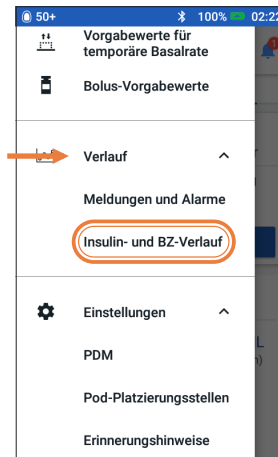 50+ 100% 02:22
Vorgabewerte für
temporäre Basalrate
Bolus-Vorgabewerte
Verlauf
Meldungen und Alarme
Insulin- und BZ-Verlauf
Einstellungen
PDM
Pod-Platzierungsstellen
Erinnerungshinweise